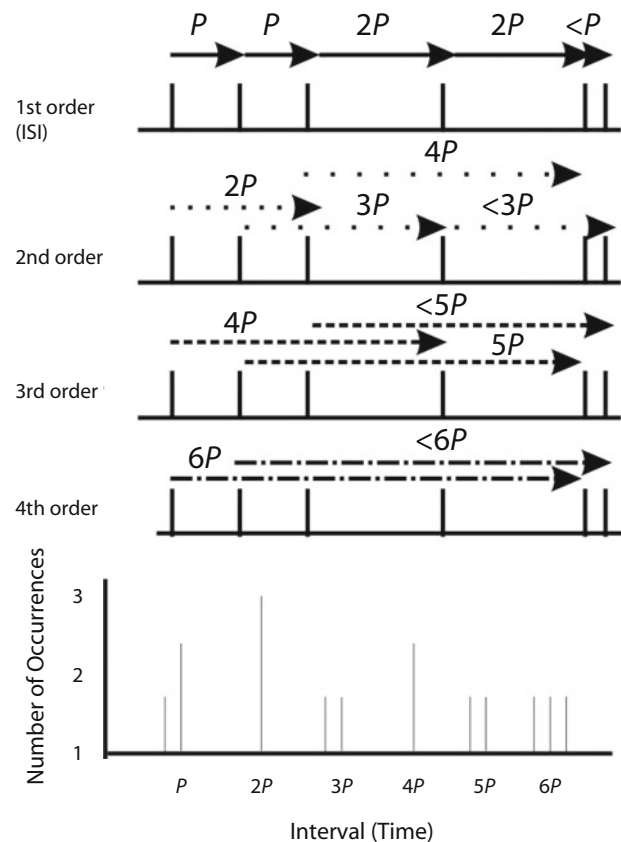 P P 2P 2P <P
1st order
(ISI)
4P
2P 3P <3P
2nd order
<5P
4P 5P
3rd order
6P <6P
4th order
Number of Occurrences
3
2
1
P 2P 3P 4P 5P 6P
Interval (Time)